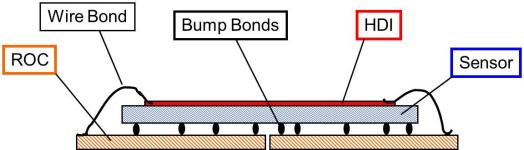 Wire Bond
Bump Bonds
HDI
ROC
Sensor